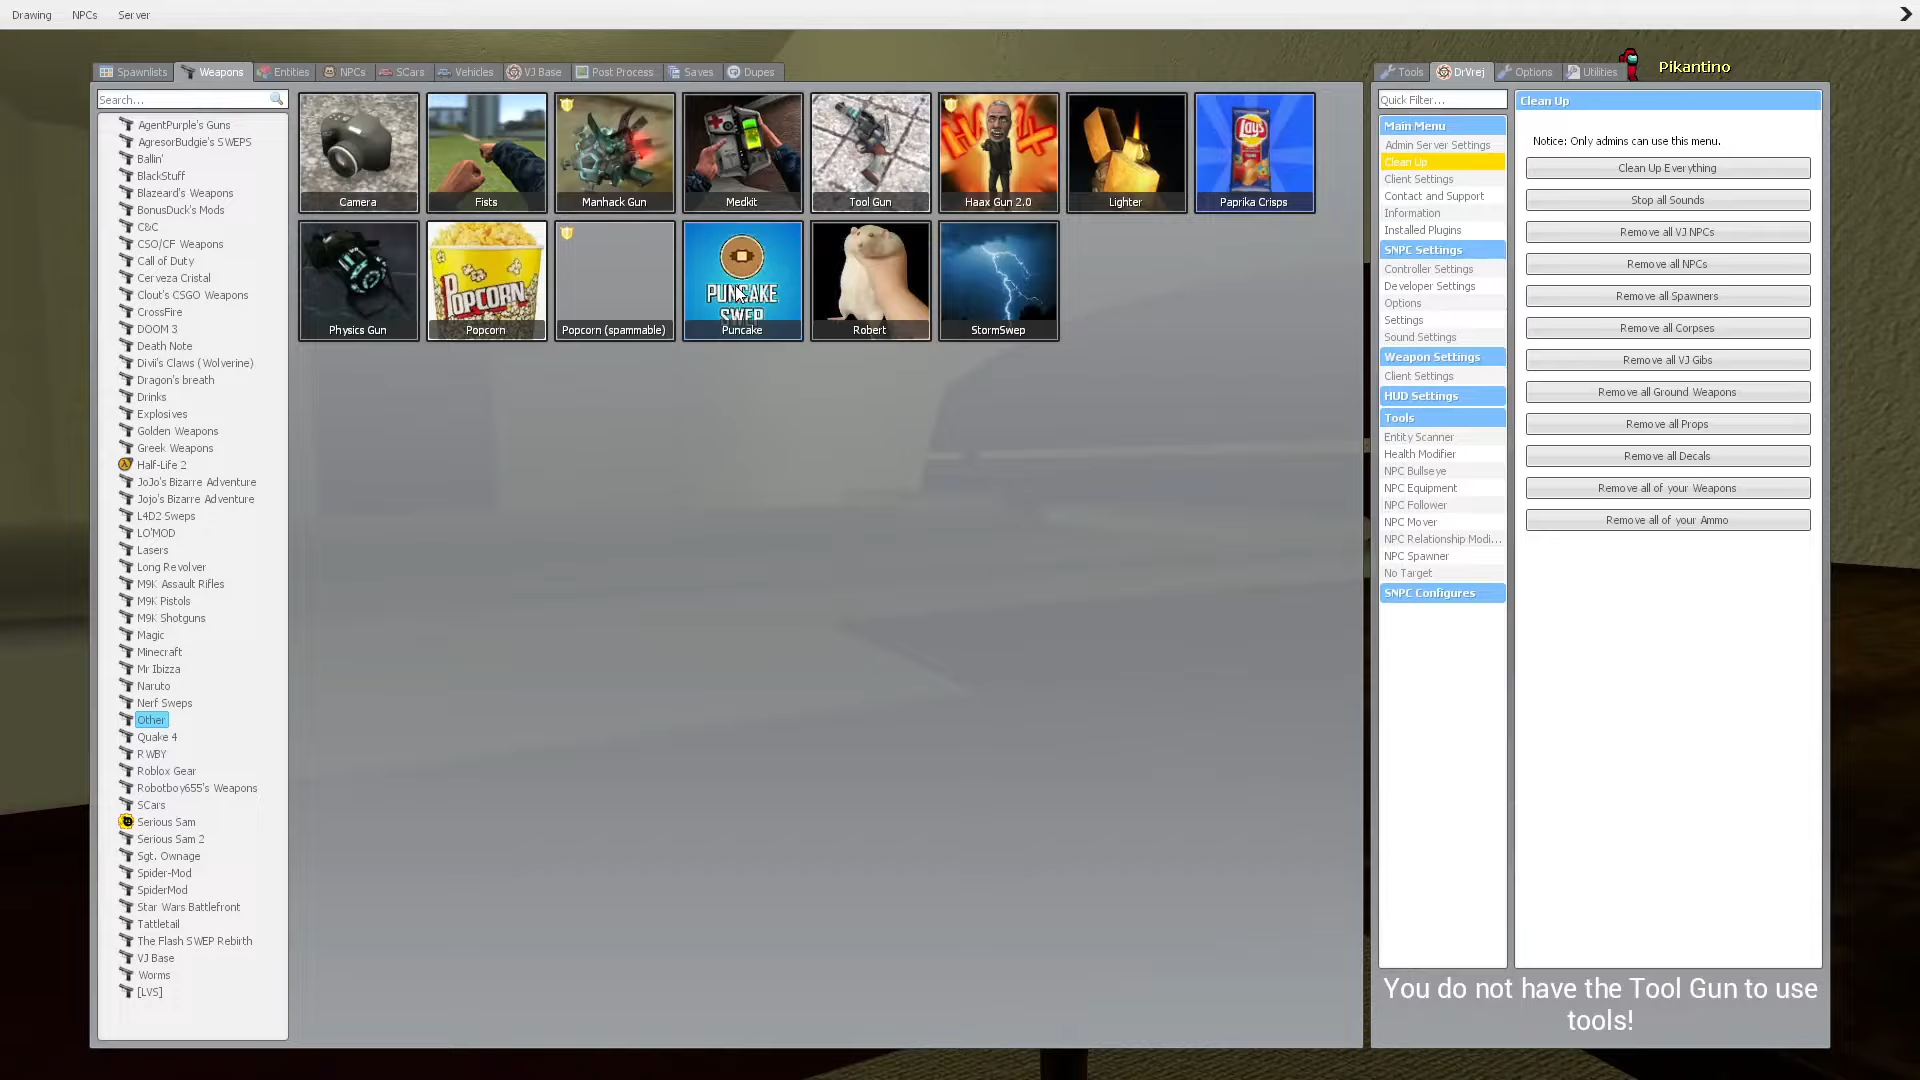 Drawing NPCs Server
Pikantino
Spawnlists Weapons Entities NPCs SCars Vehicles VJ Base Post Process Saves Dupes
Tools DrVrej Options Utilities
Search...
AgentPurple's Guns
AgresorBudgie's SWEPS
Ballin'
BlackStuff
Blazeard's Weapons
BonusDuck's Mods
C&C
CSO/CF Weapons
Call of Duty
Cerveza Cristal
Clout's CSGO Weapons
CrossFire
DOOM 3
Death Note
Divii's Claws ( Wolverine)
Dragon's breath
Drinks
Explosives
Golden Weapons
Greek Weapons
Half-Life 2
JoJo's Bizarre Adventure
Jojo's Bizarre Adventure
L4D2 Sweps
LO'MOD
Lasers
Long Revolver
M9K Assault Rifles
M9K Pistols
M9K Shotguns
Magic
Minecraft
Mr Ibizza
Naruto
Nerf Sweps
Other
Quake 4
RWBY
Roblox Gear
Robotboy655's Weapons
SCars
Serious Sam
Serious Sam 2
Sgt. Ownage
Spider-Mod
SpiderMod
Star Wars Battlefront
Tattletail
The Flash SWEP Rebirth
VJ Base
Worms
[LVS]
Lay's
Camera Fists Manhack Gun Medkit Tool Gun Haax Gun 2.0 Lighter Paprika Crisps
POPCORN
PUNCAKE
SWEP
Physics Gun Popcorn Popcorn (spammable) Puncake Robert StormSwep
Quick Filter...
Main Menu
Admin Server Settings
Clean Up
Client Settings
Contact and Support
Information
Installed Plugins
SNPC Settings
Controller Settings
Developer Settings
Options
Settings
Sound Settings
Weapon Settings
Client Settings
HUD Settings
Tools
Entity Scanner
Health Modifier
NPC Bullseye
NPC Equipment
NPC Follower
NPC Mover
NPC Relationship Modi...
NPC Spawner
No Target
SNPC Configures
Clean Up
Notice: Only admins can use this menu.
Clean Up Everything
Stop all Sounds
Remove all VJ NPCs
Remove all NPCs
Remove all Spawners
Remove all Corpses
Remove all VJ Gibs
Remove all Ground Weapons
Remove all Props
Remove all Decals
Remove all of your Weapons
Remove all of your Ammo
You do not have the Tool Gun to use
tools!